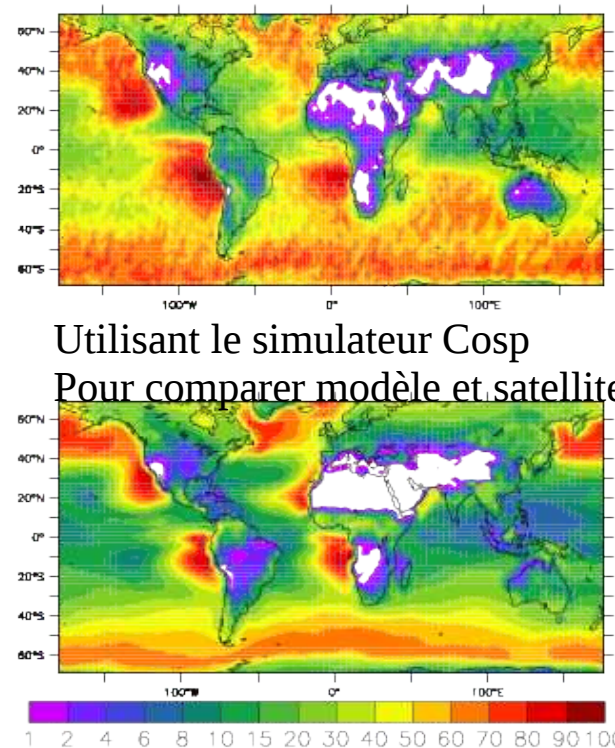 60°N
40°N
20°N
0°
20°S
40°S
60°S
100°W 0° 100°E
Utilisant le simulateur Cosp
Pour comparer modèle et satellite
60°N
40°N
20°N
0°
20°S
40°S
60°S
100°W 0° 100°E
1 2 4 6 8 10 15 20 30 40 50 60 70 80 90 100